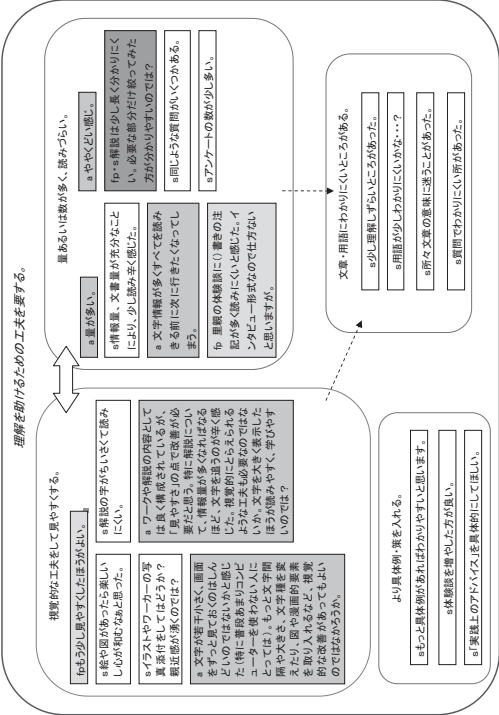 理解を助けるための工夫を要する。
視覚的な工夫をして見やすくする。
fpもう少し見やすくしたほうがよい。
s絵や図があったら楽しい
し心が和むなぁと思った。
sイラストやワーカーの写
真添付をしてはどうか？
親近感が湧くのでは？
a 文字が若干小さく、画面
をずっと見ておくのはしん
どいのではないかと感じ
た（特に普段あまりコンピ
ューターを使わない人に
とっては）。もっと文字間
隔や大きさ、文字種を変
えたり、図や漫画的要素
を取り入れるなど、視覚
的な改善があってもよい
のではなかろうか。
s解説の字がちいさくて読み
にくい。
a ワークや解説の内容として
は良く構成されているが、
「見やすさ」の点で改善が必
要だと思う。特に解説につい
て、情報量が多くなればなる
ほど、文字を追うのが辛く感
じた。視覚的にとらえられる
ような工夫も必要なのではな
いか。文字を大きく表示した
ほうが読みやすく、学びやす
いのでは？
量あるいは数が多く、読みづらい。
a 量が多い。
s情報量、文書量が充分なこと
により、少し読み辛く感じた。
a 文字情報が多くすべてを読み
きる前に次に行きたくなってし
まう。
fp 里親の体験談に（）書きの注
記が多く読みにくいと感じた。イ
ンタビュー形式なので仕方ない
と思いますが。
a ややくどい感じ。
fp・s解説は少し長く分かりにく
い。必要な部分だけ絞ってみた
方が分かりやすいのでは？
s同じような質問がいくつかある。
sアンケートの数が少し多い。
より具体例・策を入れる。
sもっと具体例があればわかりやすいと思います。
s体験談を増やした方が良い。
s「実践上のアドバイス」を具体的にしてほしい。
文章・用語にわかりにくいところがある。
s少し理解しずらいところがあった。
s用語が少しわかりにくいかな・・・？
s所々文章の意味に迷うことがあった。
s質問でわかりにくい所があった。